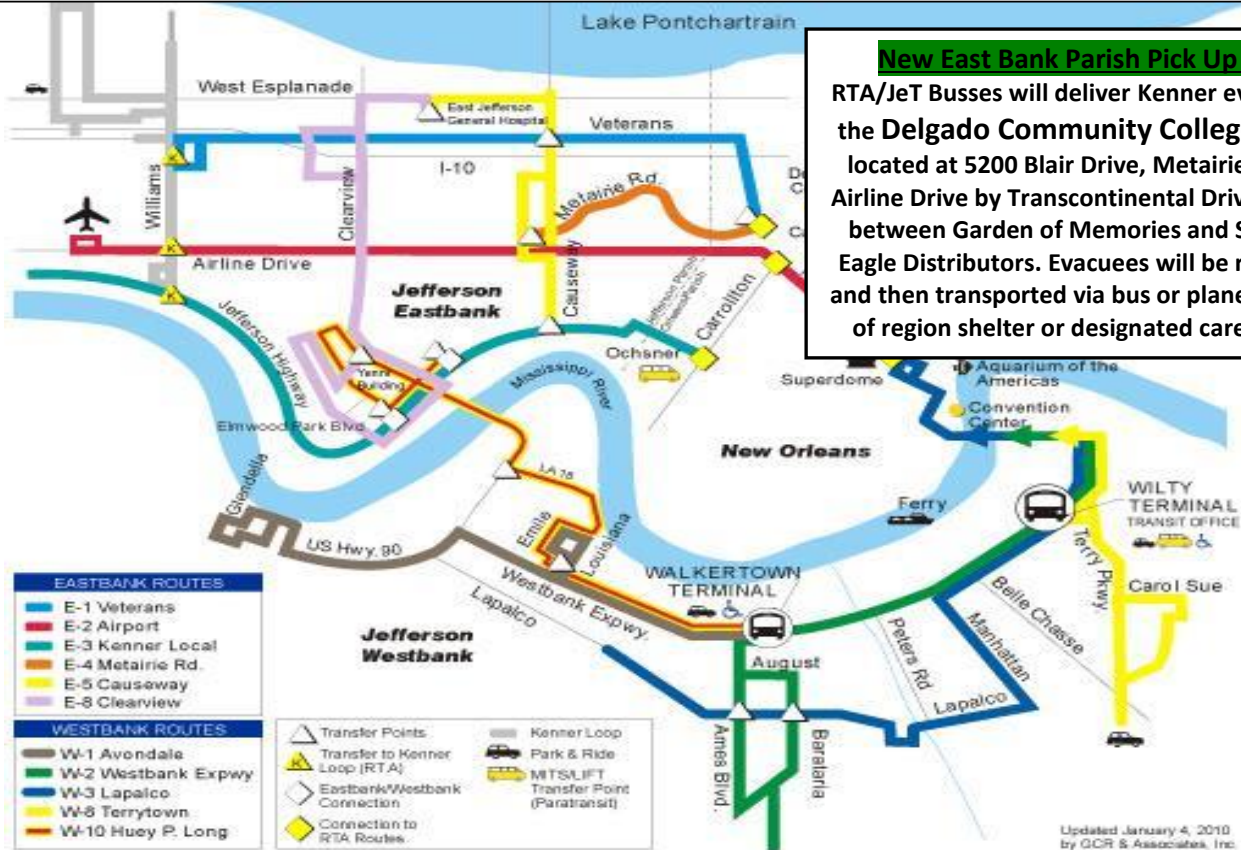 Lake Pontchartrain
New East Bank Parish Pick Up
RTA/JeT Busses will deliver Kenner ev
the Delgado Community Colleg
located at 5200 Blair Drive, Metairie
Airline Drive by Transcontinental Driv
between Garden of Memories and S
Eagle Distributors. Evacuees will be
and then transported via bus or plane
of region shelter or designated care
West Esplanade
East Jefferson
General Hospital
Veterans
I-10
Metairie Rd.
Williams
Clearview
K
K
K
Airline Drive
Jefferson
Eastbank
Causeway
Carrollton
Ochsner
Jefferson Highway
Yenni
Building
Mississippi River
Elmwood Park Blvd.
Superdome
Aquarium of the
Americas
Convention
Center
New Orleans
Glendella
LA 18
Emile
Louisiana
US Hwy. 90
Ferry
WILTY
TERMINAL
TRANSIT OFFICE
Terry Pkwy
Carol Sue
Belle Chasse
WALKERTOWN
TERMINAL
Westbank Expwy.
Lapalco
Jefferson
Westbank
August
Peters Rd
Manhattan
Lapalco
Ames Blvd.
Barataria
EASTBANK ROUTES
E-1 Veterans
E-2 Airport
E-3 Kenner Local
E-4 Metairie Rd.
E-5 Causeway
E-8 Clearview
WESTBANK ROUTES
W-1 Avondale
W-2 Westbank Expwy
W-3 Lapalco
W-8 Terrytown
W-10 Huey P. Long
Transfer Points
K
Transfer to Kenner
Loop (RTA)
Eastbank/Westbank
Connection
Connection to
RTA Routes
Kenner Loop
Park & Ride
MITS/LIFT
Transfer Point
(Paratransit)
Updated January 4, 2010
by GCR & Associates, Inc.